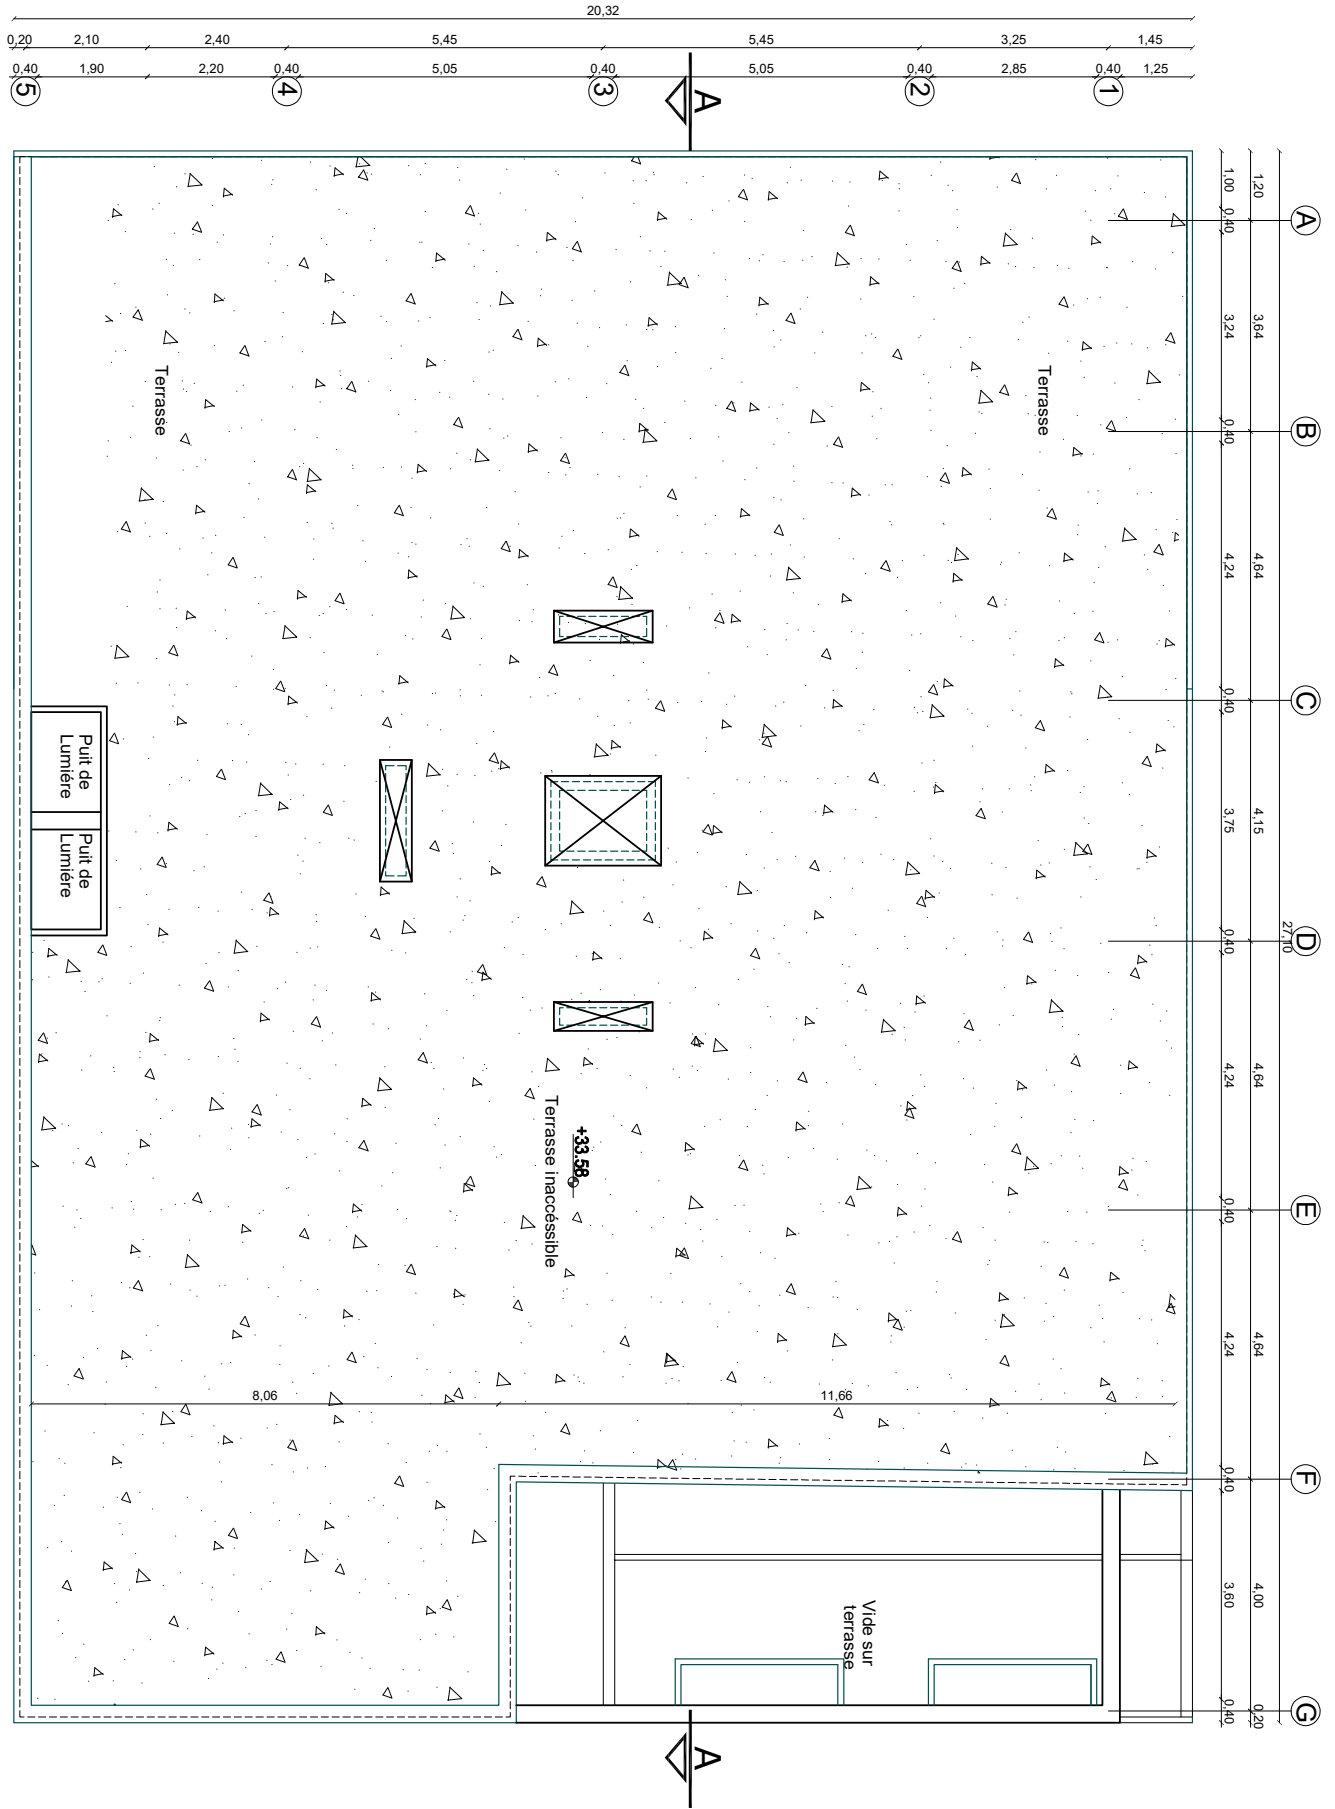 20,32
0,20 2,10 2,40 5,45 5,45 3,25 1,45
0,40 1,90 2,20 0,40 5,05 0,40 5,05 0,40 2,85 0,40 1,25
5 4 3 A 2 1
1,20 3,64 4,64 4,15 4,64 4,64 4,00 0,20
1,00 0,40 3,24 0,40 4,24 0,40 3,75 0,40 4,24 0,40 4,24 0,40 3,60 0,40
27,10
A
B
C
D
E
F
G
Terrasse
Terrasse
Puit de
Lumiére
Puit de
Lumiére
+33.58
Terrasse inaccéssible
8,06
11,66
Vide sur
terrasse
A